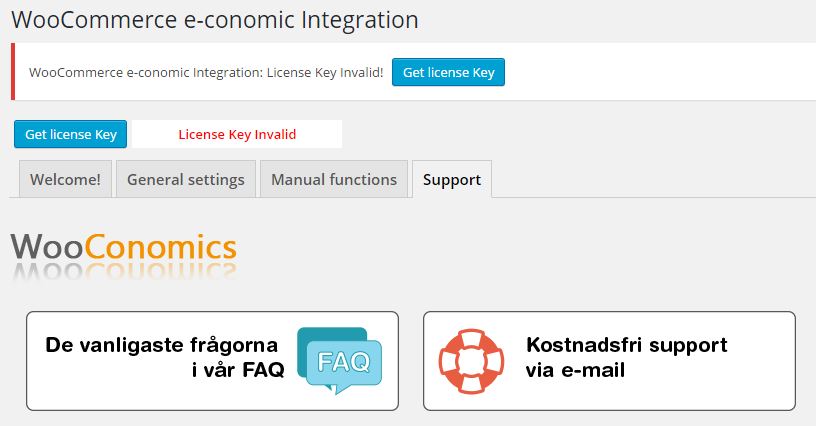 WooCommerce e-conomic Integration
WooCommerce e-conomic Integration: License Key Invalid! Get license Key
Get license Key License Key Invalid
Welcome! General settings Manual functions Support
WooConomics
De vanligaste frågorna
i vår FAQ
FAQ
Kostnadsfri support
via e-mail